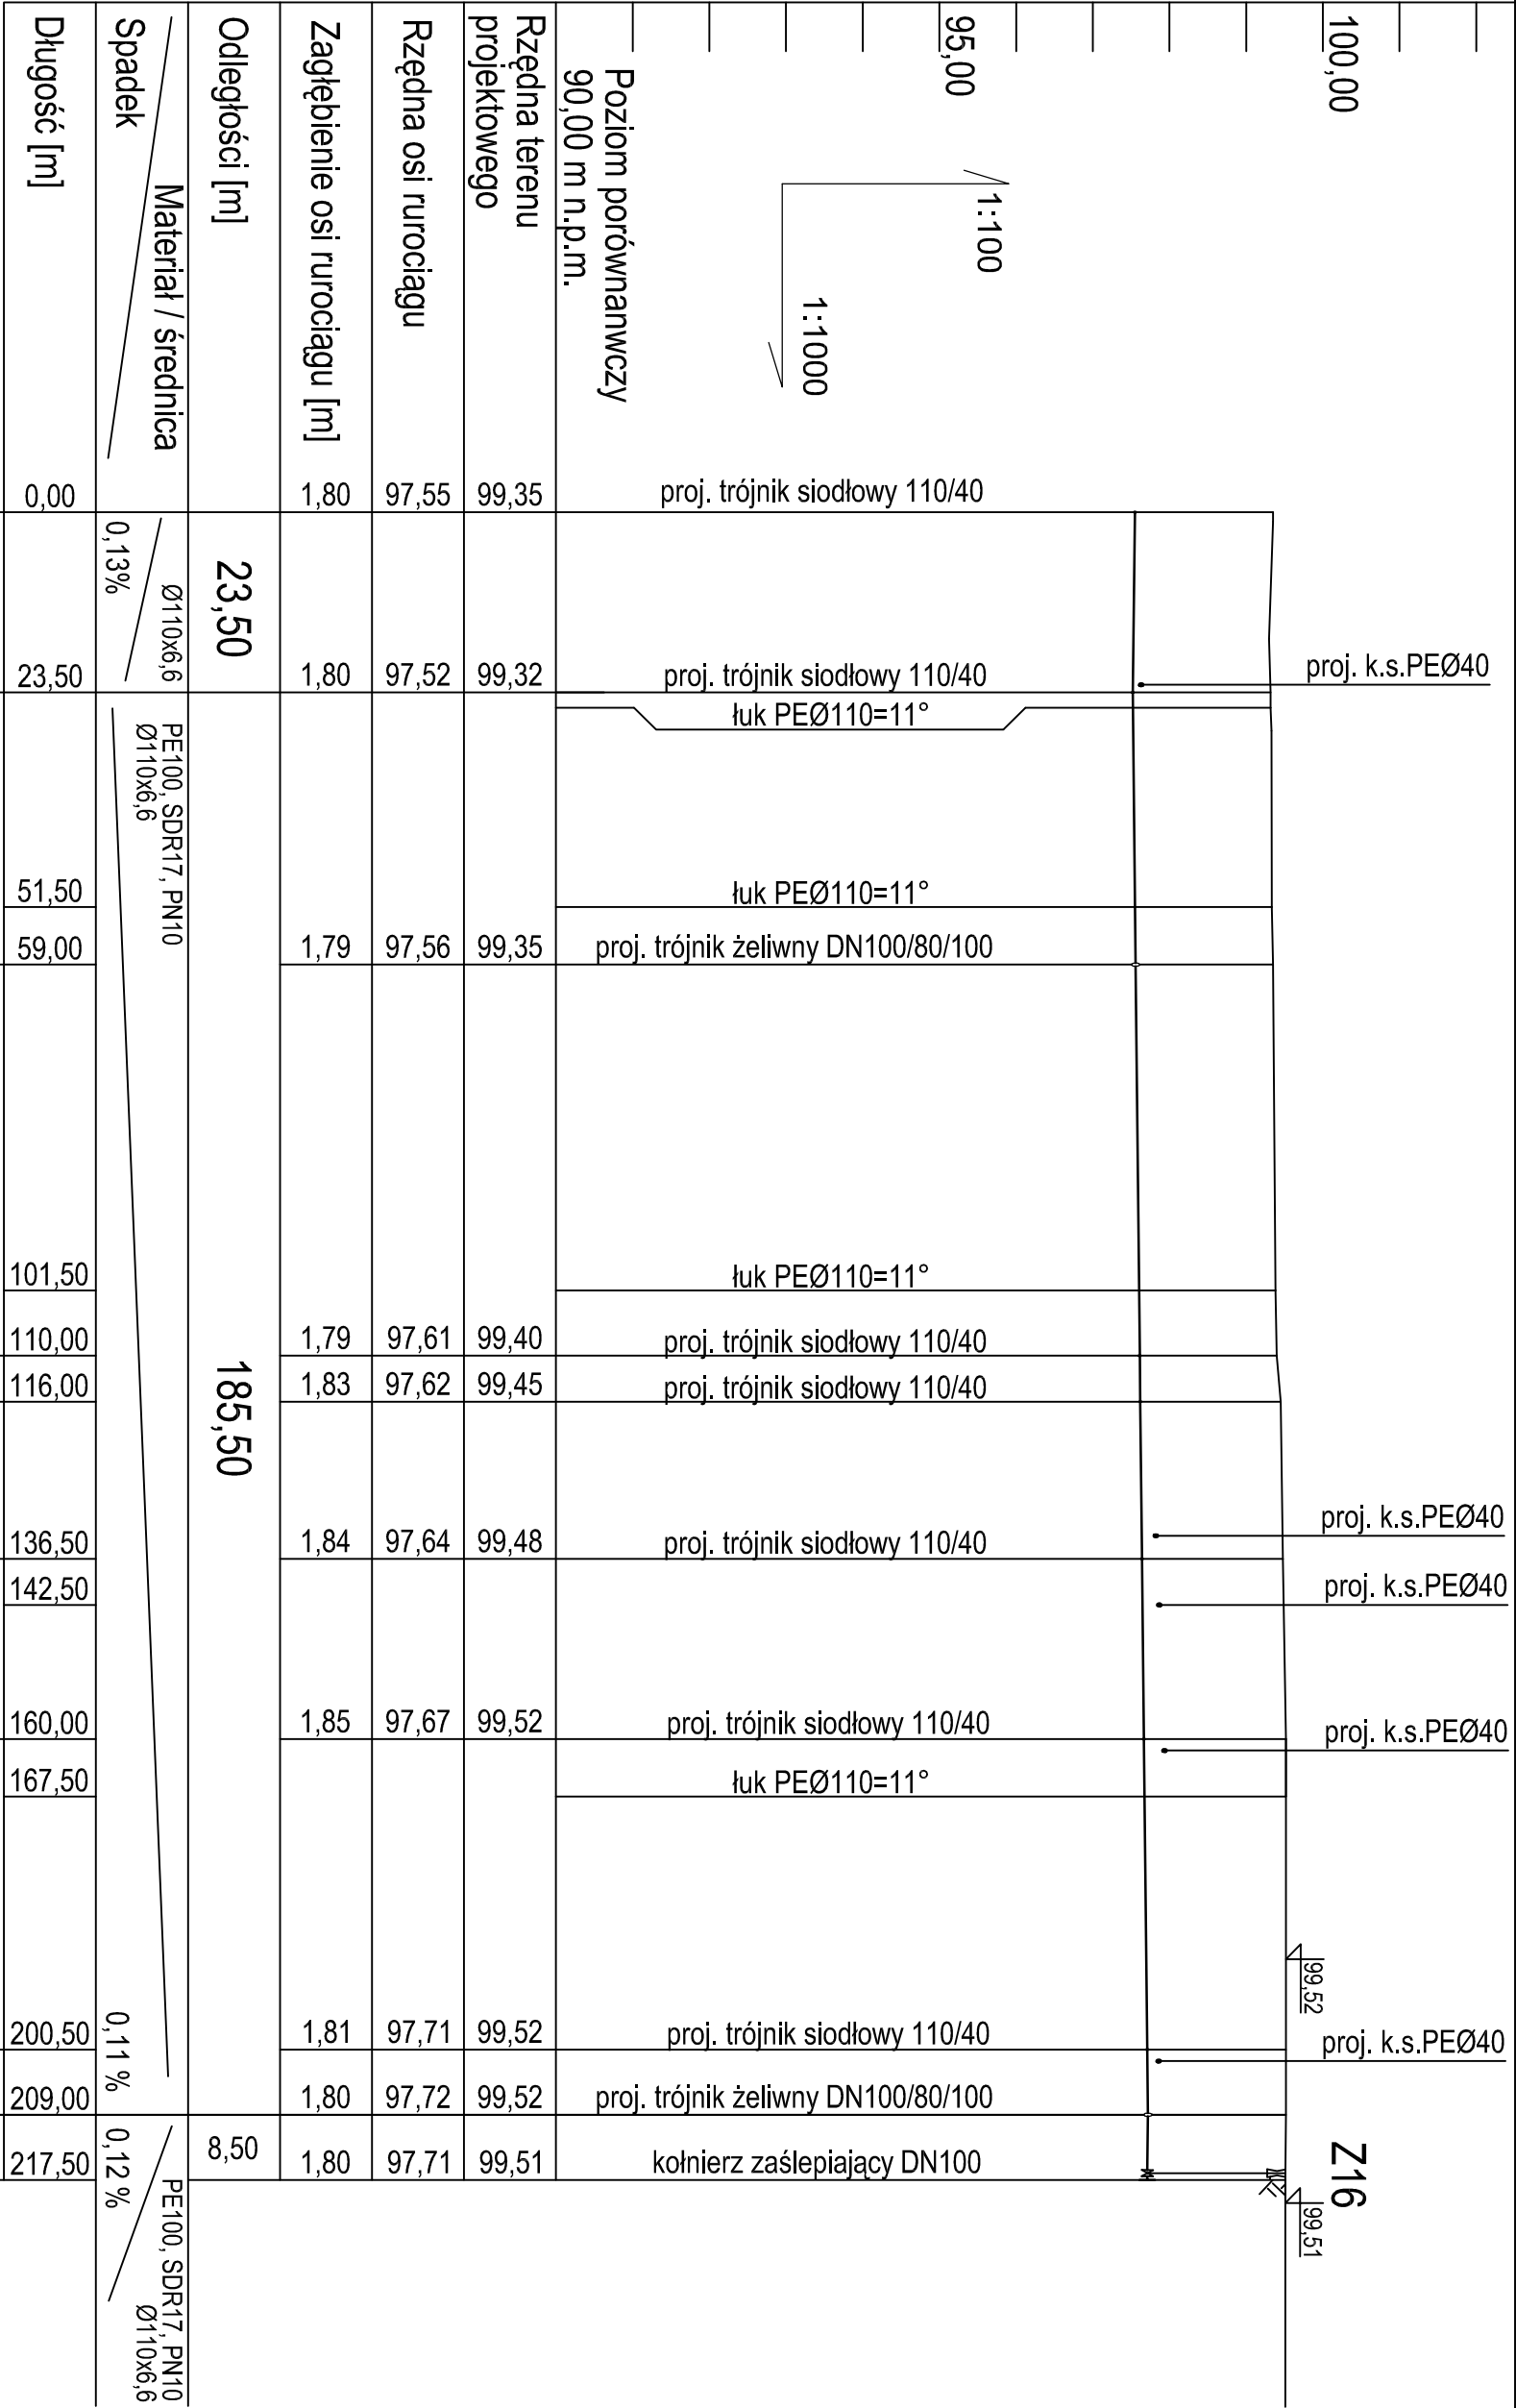 100,00
95,00
1:100
1:1000
Poziom porównanwczy
90,00 m n.p.m.
Rzędna terenu
projektowego
Rzędna osi rurociągu
Zagłębienie osi rurociągu [m]
Odległości [m]
Materiał / średnica
Spadek
Długość [m]
proj. k.s.PEØ40
proj. k.s.PEØ40
proj. k.s.PEØ40
proj. k.s.PEØ40
proj. k.s.PEØ40
99,52
Z16
99,51
proj. trójnik siodłowy 110/40
proj. trójnik siodłowy 110/40
łuk PEØ110=11°
łuk PEØ110=11°
proj. trójnik żeliwny DN100/80/100
łuk PEØ110=11°
proj. trójnik siodłowy 110/40
proj. trójnik siodłowy 110/40
proj. trójnik siodłowy 110/40
proj. trójnik siodłowy 110/40
łuk PEØ110=11°
proj. trójnik siodłowy 110/40
proj. trójnik żeliwny DN100/80/100
kołnierz zaślepiający DN100
99,35 99,32 99,35 99,40 99,45 99,48 99,52 99,52 99,52 99,51
97,55 97,52 97,56 97,61 97,62 97,64 97,67 97,71 97,72 97,71
1,80 1,80 1,79 1,79 1,83 1,84 1,85 1,81 1,80 1,80
23,50 185,50 8,50
Ø110x6,6
0,13%
PE100, SDR17, PN10
Ø110x6,6
0,11 %
PE100, SDR17, PN10
Ø110x6,6
0,12 %
0,00 23,50 51,50 59,00 101,50 110,00 116,00 136,50 142,50 160,00 167,50 200,50 209,00 217,50